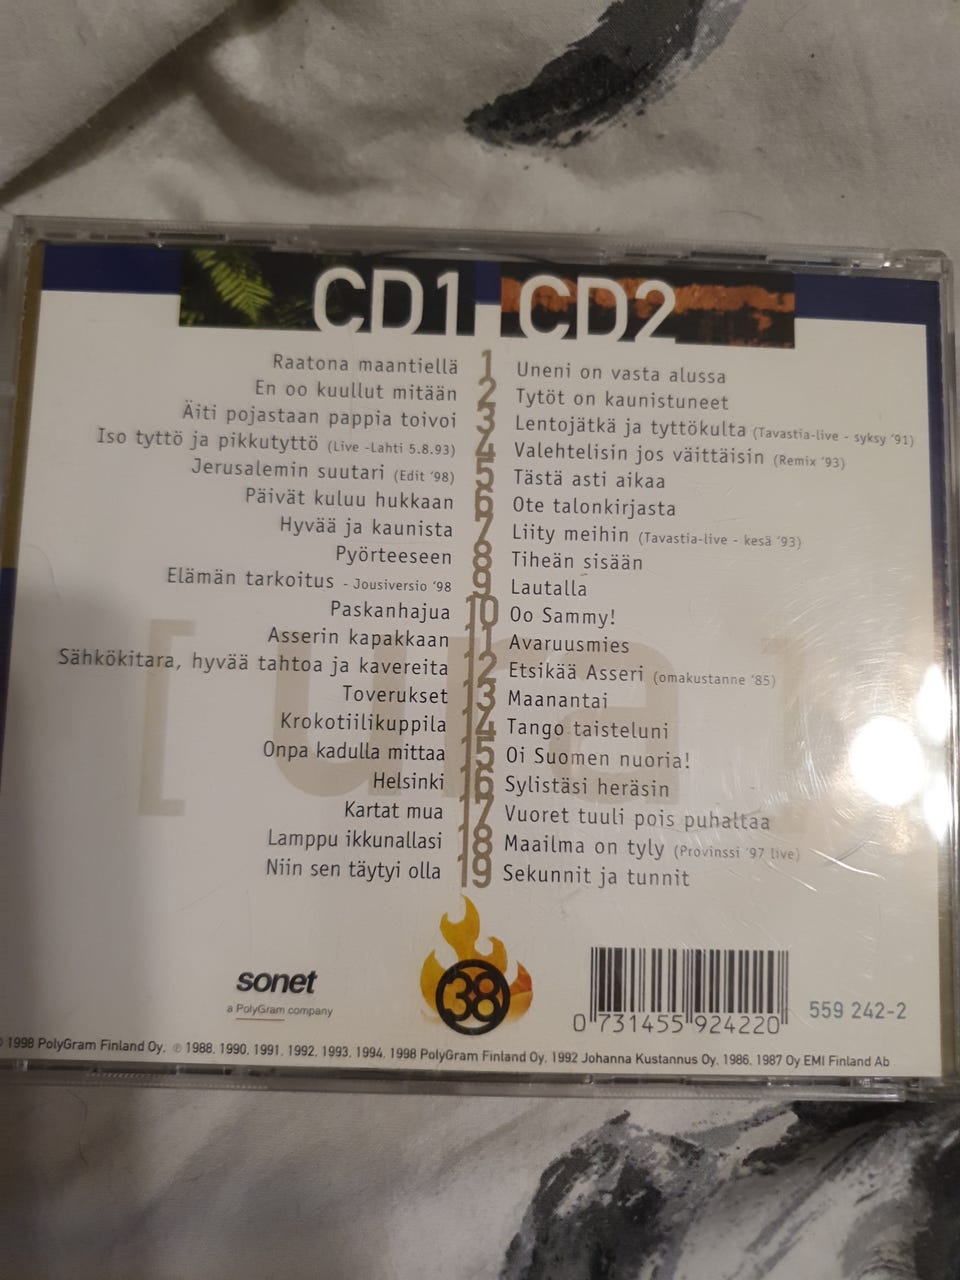 CD1 CD2
Raatona maantiellä 1 Uneni on vasta alussa
En oo kuullut mitään 2 Tytöt on kaunistuneet
Äiti pojastaan pappia toivoi 3 Lentojätkä ja tyttökulta (Tavastia-live - syksy '91)
Iso tyttö ja pikkutyttö (Live -Lahti 5.8.93) 4 Valehtelisin jos väittäisin (Remix '93)
Jerusalemin suutari (Edit '98) 5 Tästä asti aikaa
Päivät kuluu hukkaan 6 Ote talonkirjasta
Hyvää ja kaunista 7 Liity meihin (Tavastia-live - kesä '93)
Pyörteeseen 8 Tiheän sisään
Elämän tarkoitus - Jousiversio '98 9 Lautalla
Paskanhajua 10 Oo Sammy!
Asserin kapakkaan 11 Avaruusmies
Sähkökitara, hyvää tahtoa ja kavereita 12 Etsikää Asseri (omakustanne '85)
Toverukset 13 Maanantai
Krokotiilikuppila 14 Tango taisteluni
Onpa kadulla mittaa 15 Oi Suomen nuoria!
Helsinki 16 Sylistäsi heräsin
Kartat mua 17 Vuoret tuuli pois puhaltaa
Lamppu ikkunallasi 18 Maailma on tyly (Provinssi '97 live)
Niin sen täytyi olla 19 Sekunnit ja tunnit
[ura]
sonet
a PolyGram company
38
0 731455 924220
559 242-2
1998 PolyGram Finland Oy. ℗ 1988, 1990, 1991, 1992, 1993, 1994, 1998 PolyGram Finland Oy, 1992 Johanna Kustannus Oy. 1986, 1987 Oy EMI Finland Ab